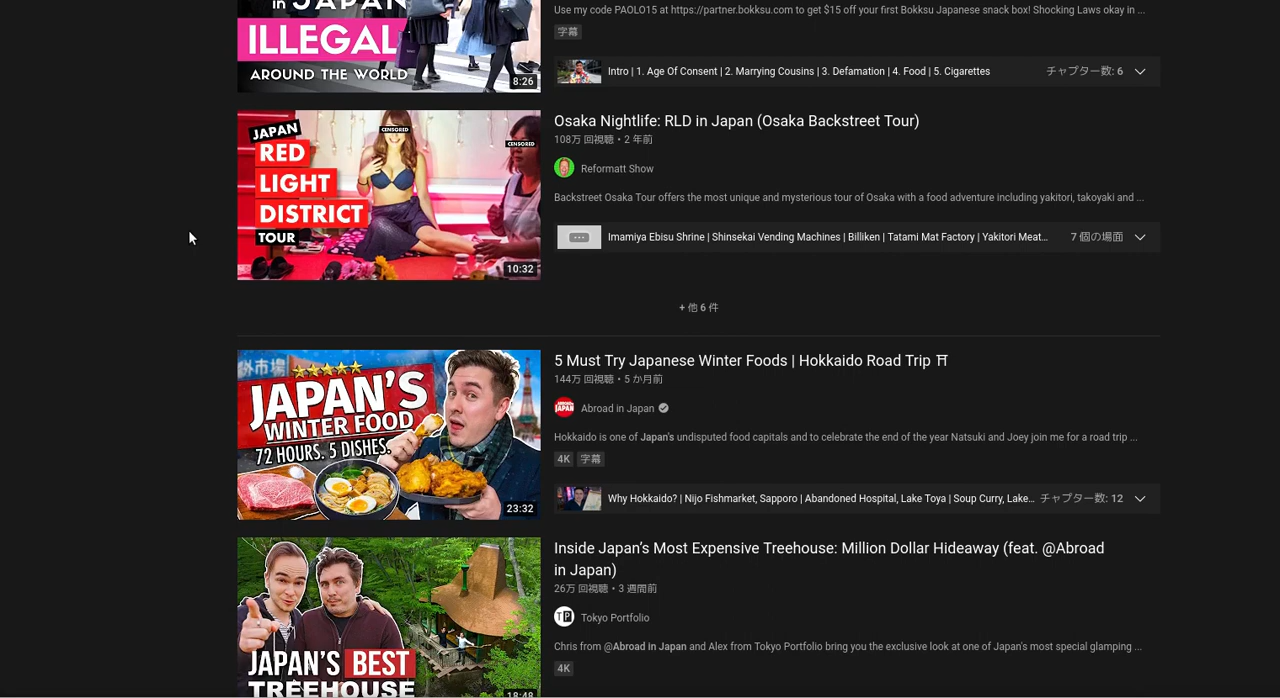 in JAPAN
ILLEGAL
AROUND THE WORLD
8:26
Use my code PAOLO15 at https://partner.bokksu.com to get $15 off your first Bokksu Japanese snack box! Shocking Laws okay in ...
字幕
Intro | 1. Age Of Consent | 2. Marrying Cousins | 3. Defamation | 4. Food | 5. Cigarettes
チャプター数: 6
JAPAN
RED
LIGHT
DISTRICT
TOUR
CENSORED
CENSORED
10:32
Osaka Nightlife: RLD in Japan (Osaka Backstreet Tour)
108万 回視聴・2 年前
Reformatt Show
Backstreet Osaka Tour offers the most unique and mysterious tour of Osaka with a food adventure including yakitori, takoyaki and ...
Imamiya Ebisu Shrine | Shinsekai Vending Machines | Billiken | Tatami Mat Factory | Yakitori Meat...
7 個の場面
+ 他 6 件
外市場
JAPAN'S
WINTER FOOD
72 HOURS. 5 DISHES.
23:32
5 Must Try Japanese Winter Foods | Hokkaido Road Trip ⛩
144万 回視聴・5 か月前
Abroad in Japan
Hokkaido is one of Japan's undisputed food capitals and to celebrate the end of the year Natsuki and Joey join me for a road trip ...
4K 字幕
Why Hokkaido? | Nijo Fishmarket, Sapporo | Abandoned Hospital, Lake Toya | Soup Curry, Lake...
チャプター数: 12
JAPAN'S BEST
TREEHOUSE
18:48
Inside Japan's Most Expensive Treehouse: Million Dollar Hideaway (feat. @Abroad
in Japan)
26万 回視聴・3 週間前
TP Tokyo Portfolio
Chris from @Abroad in Japan and Alex from Tokyo Portfolio bring you the exclusive look at one of Japan's most special glamping ...
4K